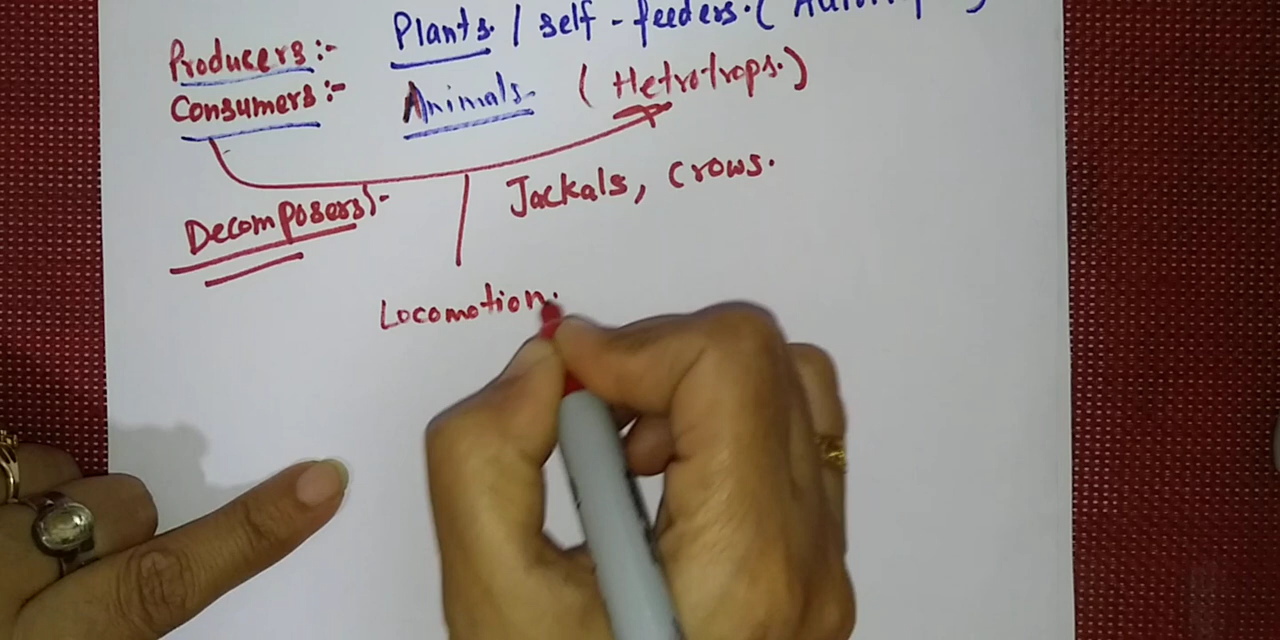 Producers:- Plants / self-feeders. (
Consumers:- Animals. (Hetrotrops.)
Decomposers:- Jackals, Crows.
Locomotion.